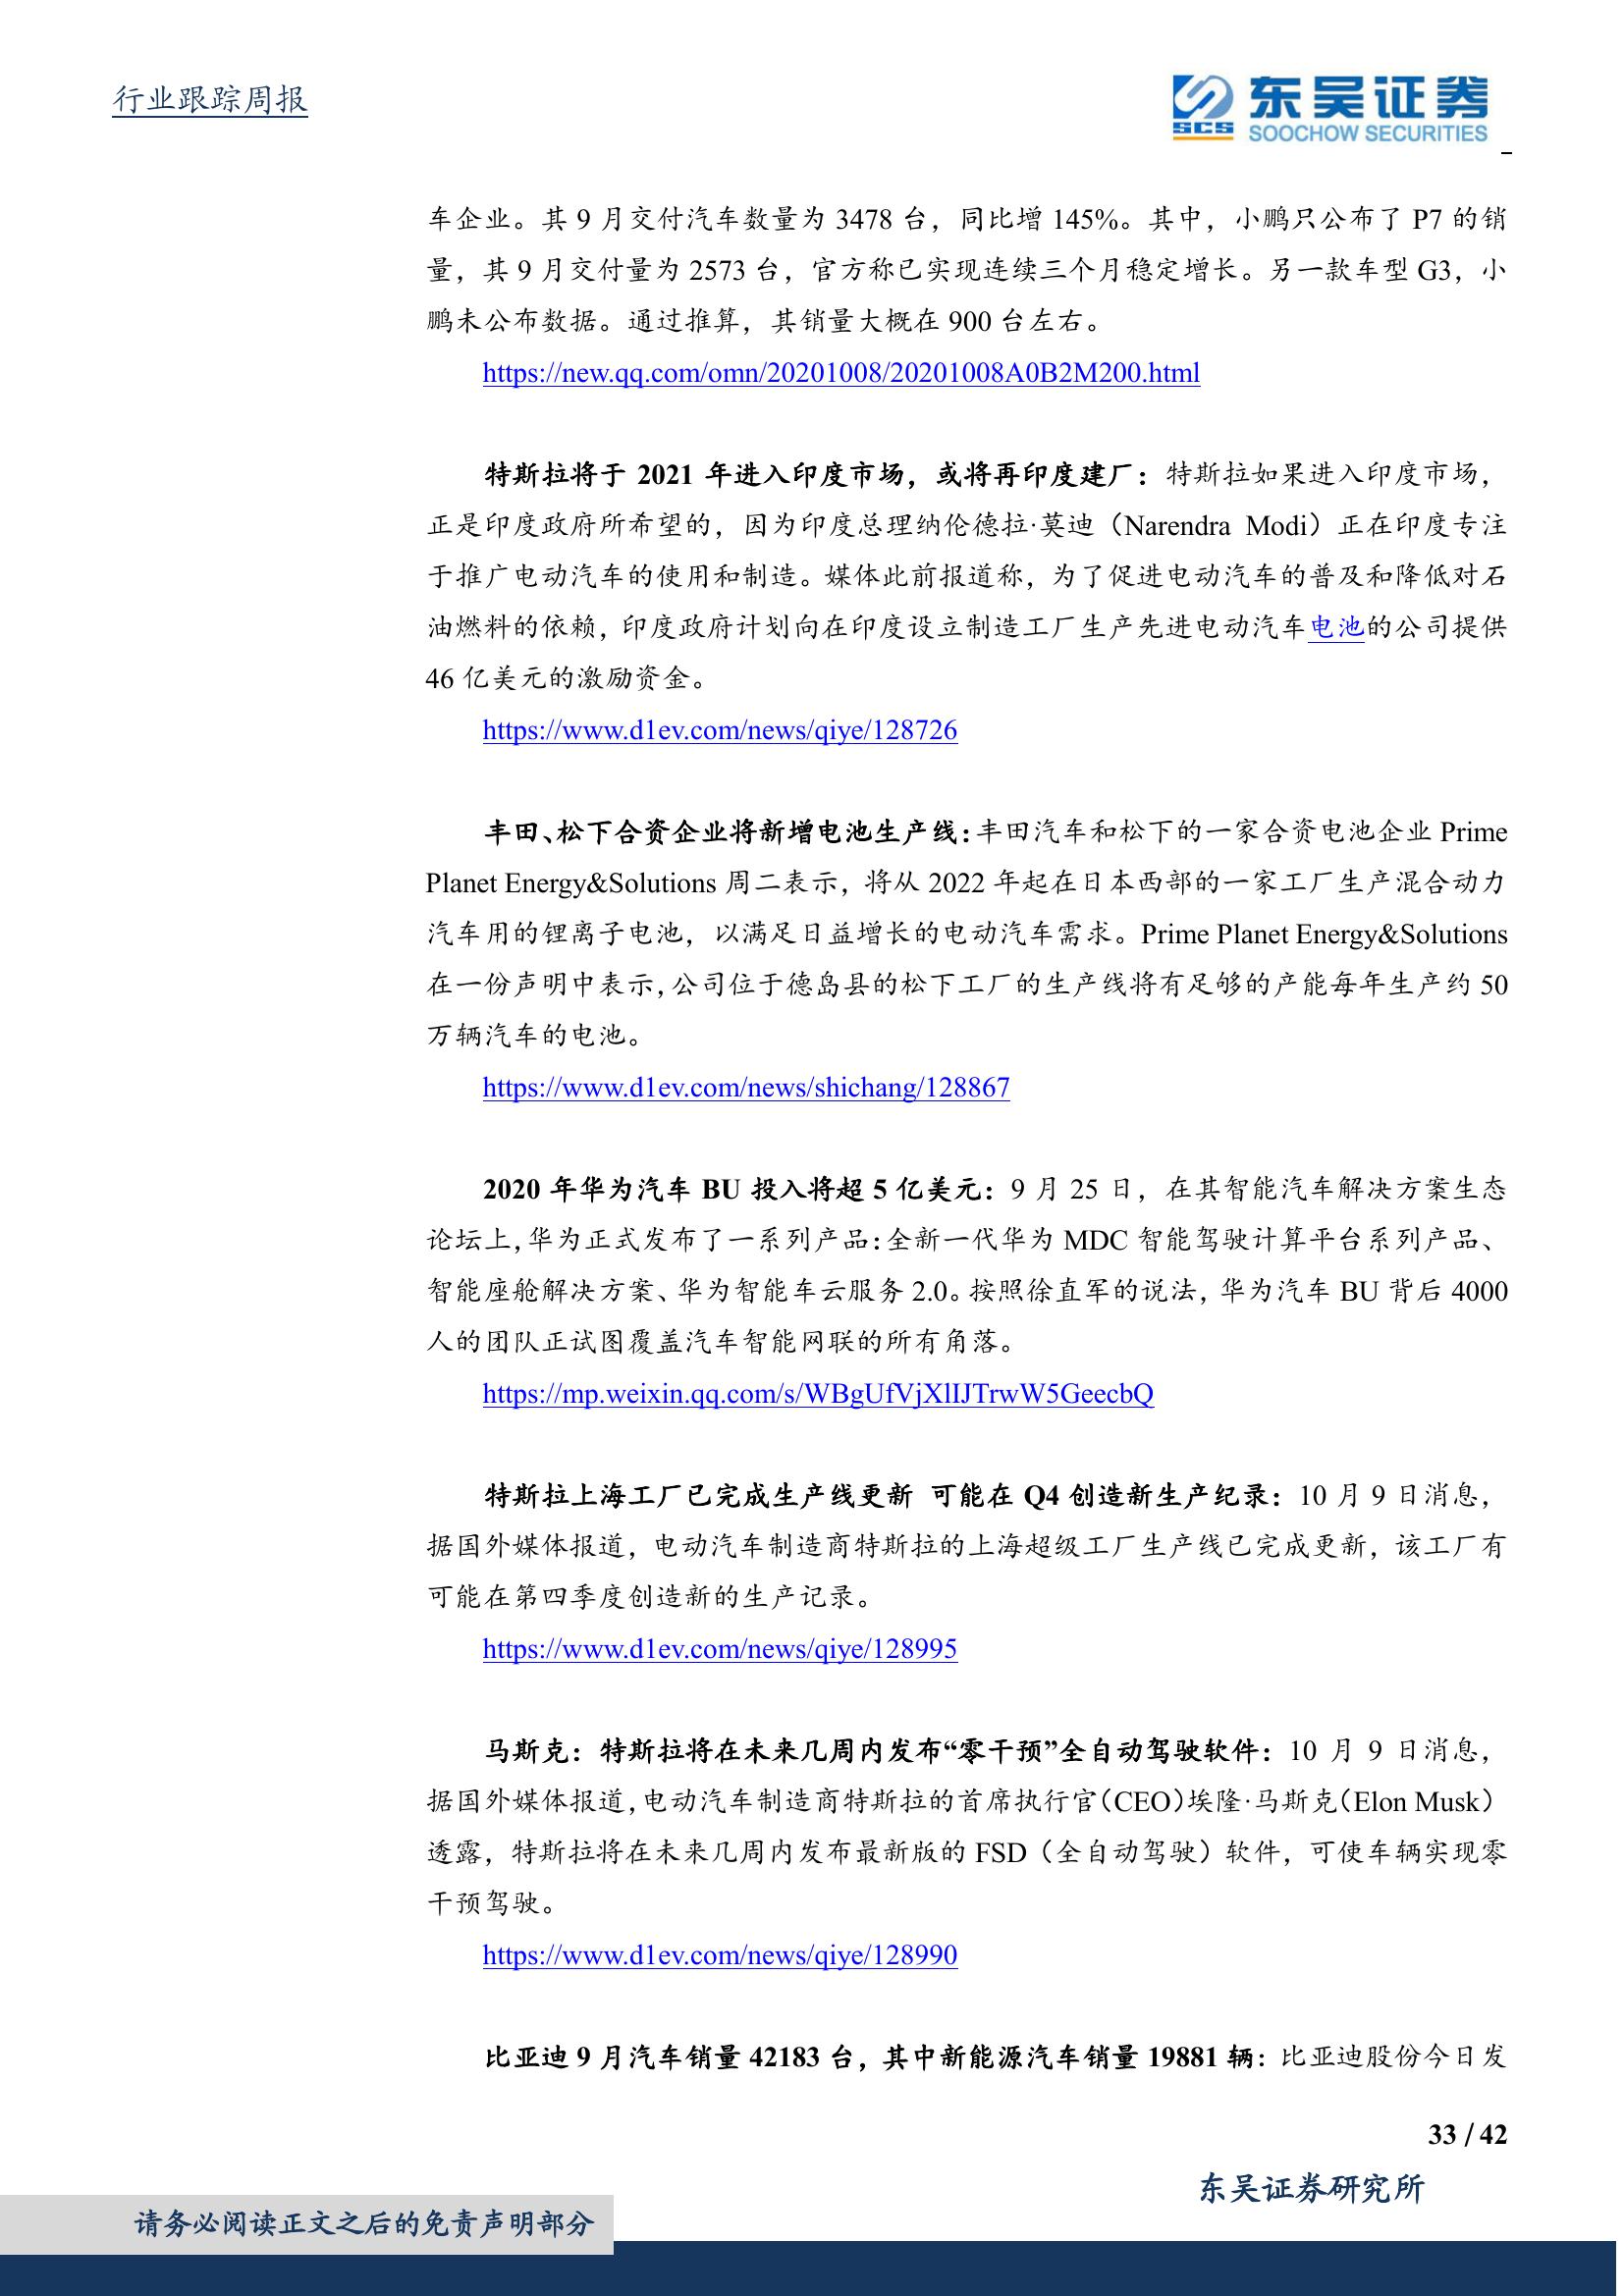 行业跟踪周报
SCS 东吴证券
SOOCHOW SECURITIES
车企业。其 9 月交付汽车数量为 3478 台，同比增 145%。其中，小鹏只公布了 P7 的销
量，其 9 月交付量为 2573 台，官方称已实现连续三个月稳定增长。另一款车型 G3，小
鹏未公布数据。通过推算，其销量大概在 900 台左右。
https://new.qq.com/omn/20201008/20201008A0B2M200.html
特斯拉将于 2021 年进入印度市场，或将再印度建厂：特斯拉如果进入印度市场，
正是印度政府所希望的，因为印度总理纳伦德拉·莫迪（Narendra Modi）正在印度专注
于推广电动汽车的使用和制造。媒体此前报道称，为了促进电动汽车的普及和降低对石
油燃料的依赖，印度政府计划向在印度设立制造工厂生产先进电动汽车电池的公司提供
46 亿美元的激励资金。
https://www.d1ev.com/news/qiye/128726
丰田、松下合资企业将新增电池生产线：丰田汽车和松下的一家合资电池企业 Prime
Planet Energy&Solutions 周二表示，将从 2022 年起在日本西部的一家工厂生产混合动力
汽车用的锂离子电池，以满足日益增长的电动汽车需求。Prime Planet Energy&Solutions
在一份声明中表示，公司位于德岛县的松下工厂的生产线将有足够的产能每年生产约 50
万辆汽车的电池。
https://www.d1ev.com/news/shichang/128867
2020 年华为汽车 BU 投入将超 5 亿美元：9 月 25 日，在其智能汽车解决方案生态
论坛上，华为正式发布了一系列产品：全新一代华为 MDC 智能驾驶计算平台系列产品、
智能座舱解决方案、华为智能车云服务 2.0。按照徐直军的说法，华为汽车 BU 背后 4000
人的团队正试图覆盖汽车智能网联的所有角落。
https://mp.weixin.qq.com/s/WBgUfVjXlIJTrwW5GeecbQ
特斯拉上海工厂已完成生产线更新 可能在 Q4 创造新生产纪录：10 月 9 日消息，
据国外媒体报道，电动汽车制造商特斯拉的上海超级工厂生产线已完成更新，该工厂有
可能在第四季度创造新的生产记录。
https://www.d1ev.com/news/qiye/128995
马斯克：特斯拉将在未来几周内发布“零干预”全自动驾驶软件：10 月 9 日消息，
据国外媒体报道，电动汽车制造商特斯拉的首席执行官（CEO）埃隆·马斯克（Elon Musk）
透露，特斯拉将在未来几周内发布最新版的 FSD（全自动驾驶）软件，可使车辆实现零
干预驾驶。
https://www.d1ev.com/news/qiye/128990
比亚迪 9 月汽车销量 42183 台，其中新能源汽车销量 19881 辆：比亚迪股份今日发
33 / 42
东吴证券研究所
请务必阅读正文之后的免责声明部分